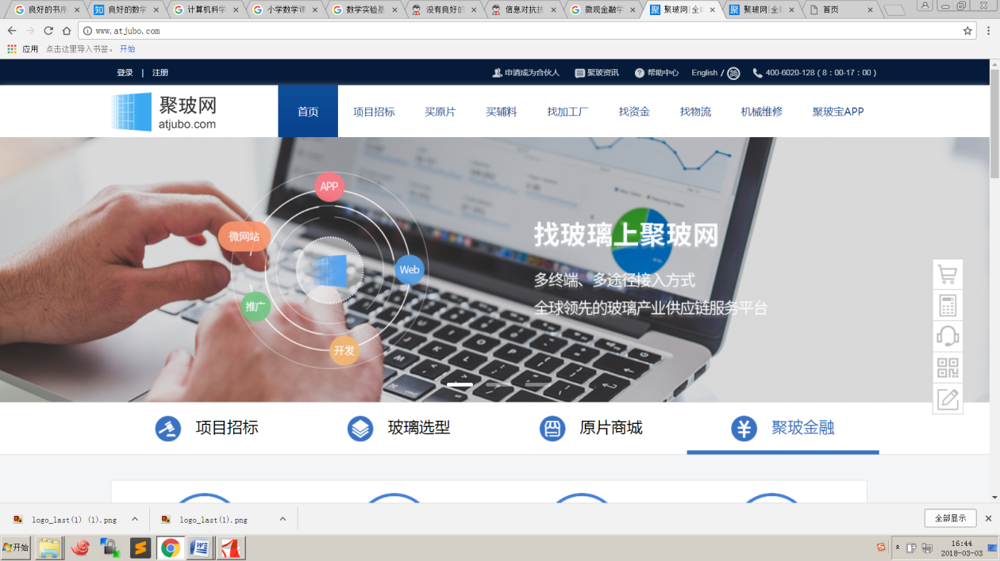 良好的书序
良好的数学
计算机科学
小学数学课
数学实验基
没有良好的
信息对抗技
微观金融学
聚玻网|全球
聚玻网|全
首页
www.atjubo.com
应用 点击这里导入书签。 开始
登录 | 注册
申请成为合伙人 聚玻资讯 帮助中心 English / 简 400-6020-128 ( 8：00-17：00 )
聚玻网
atjubo.com
首页 项目招标 买原片 买辅料 找加工厂 找资金 找物流 机械维修 聚玻宝APP
APP
微网站
Web
推广
开发
找玻璃上聚玻网
多终端、多途径接入方式
全球领先的玻璃产业供应链服务平台
项目招标 玻璃选型 原片商城 聚玻金融
logo_last(1) (1).png
logo_last(1).png
全部显示
开始
16:44
2018-03-03